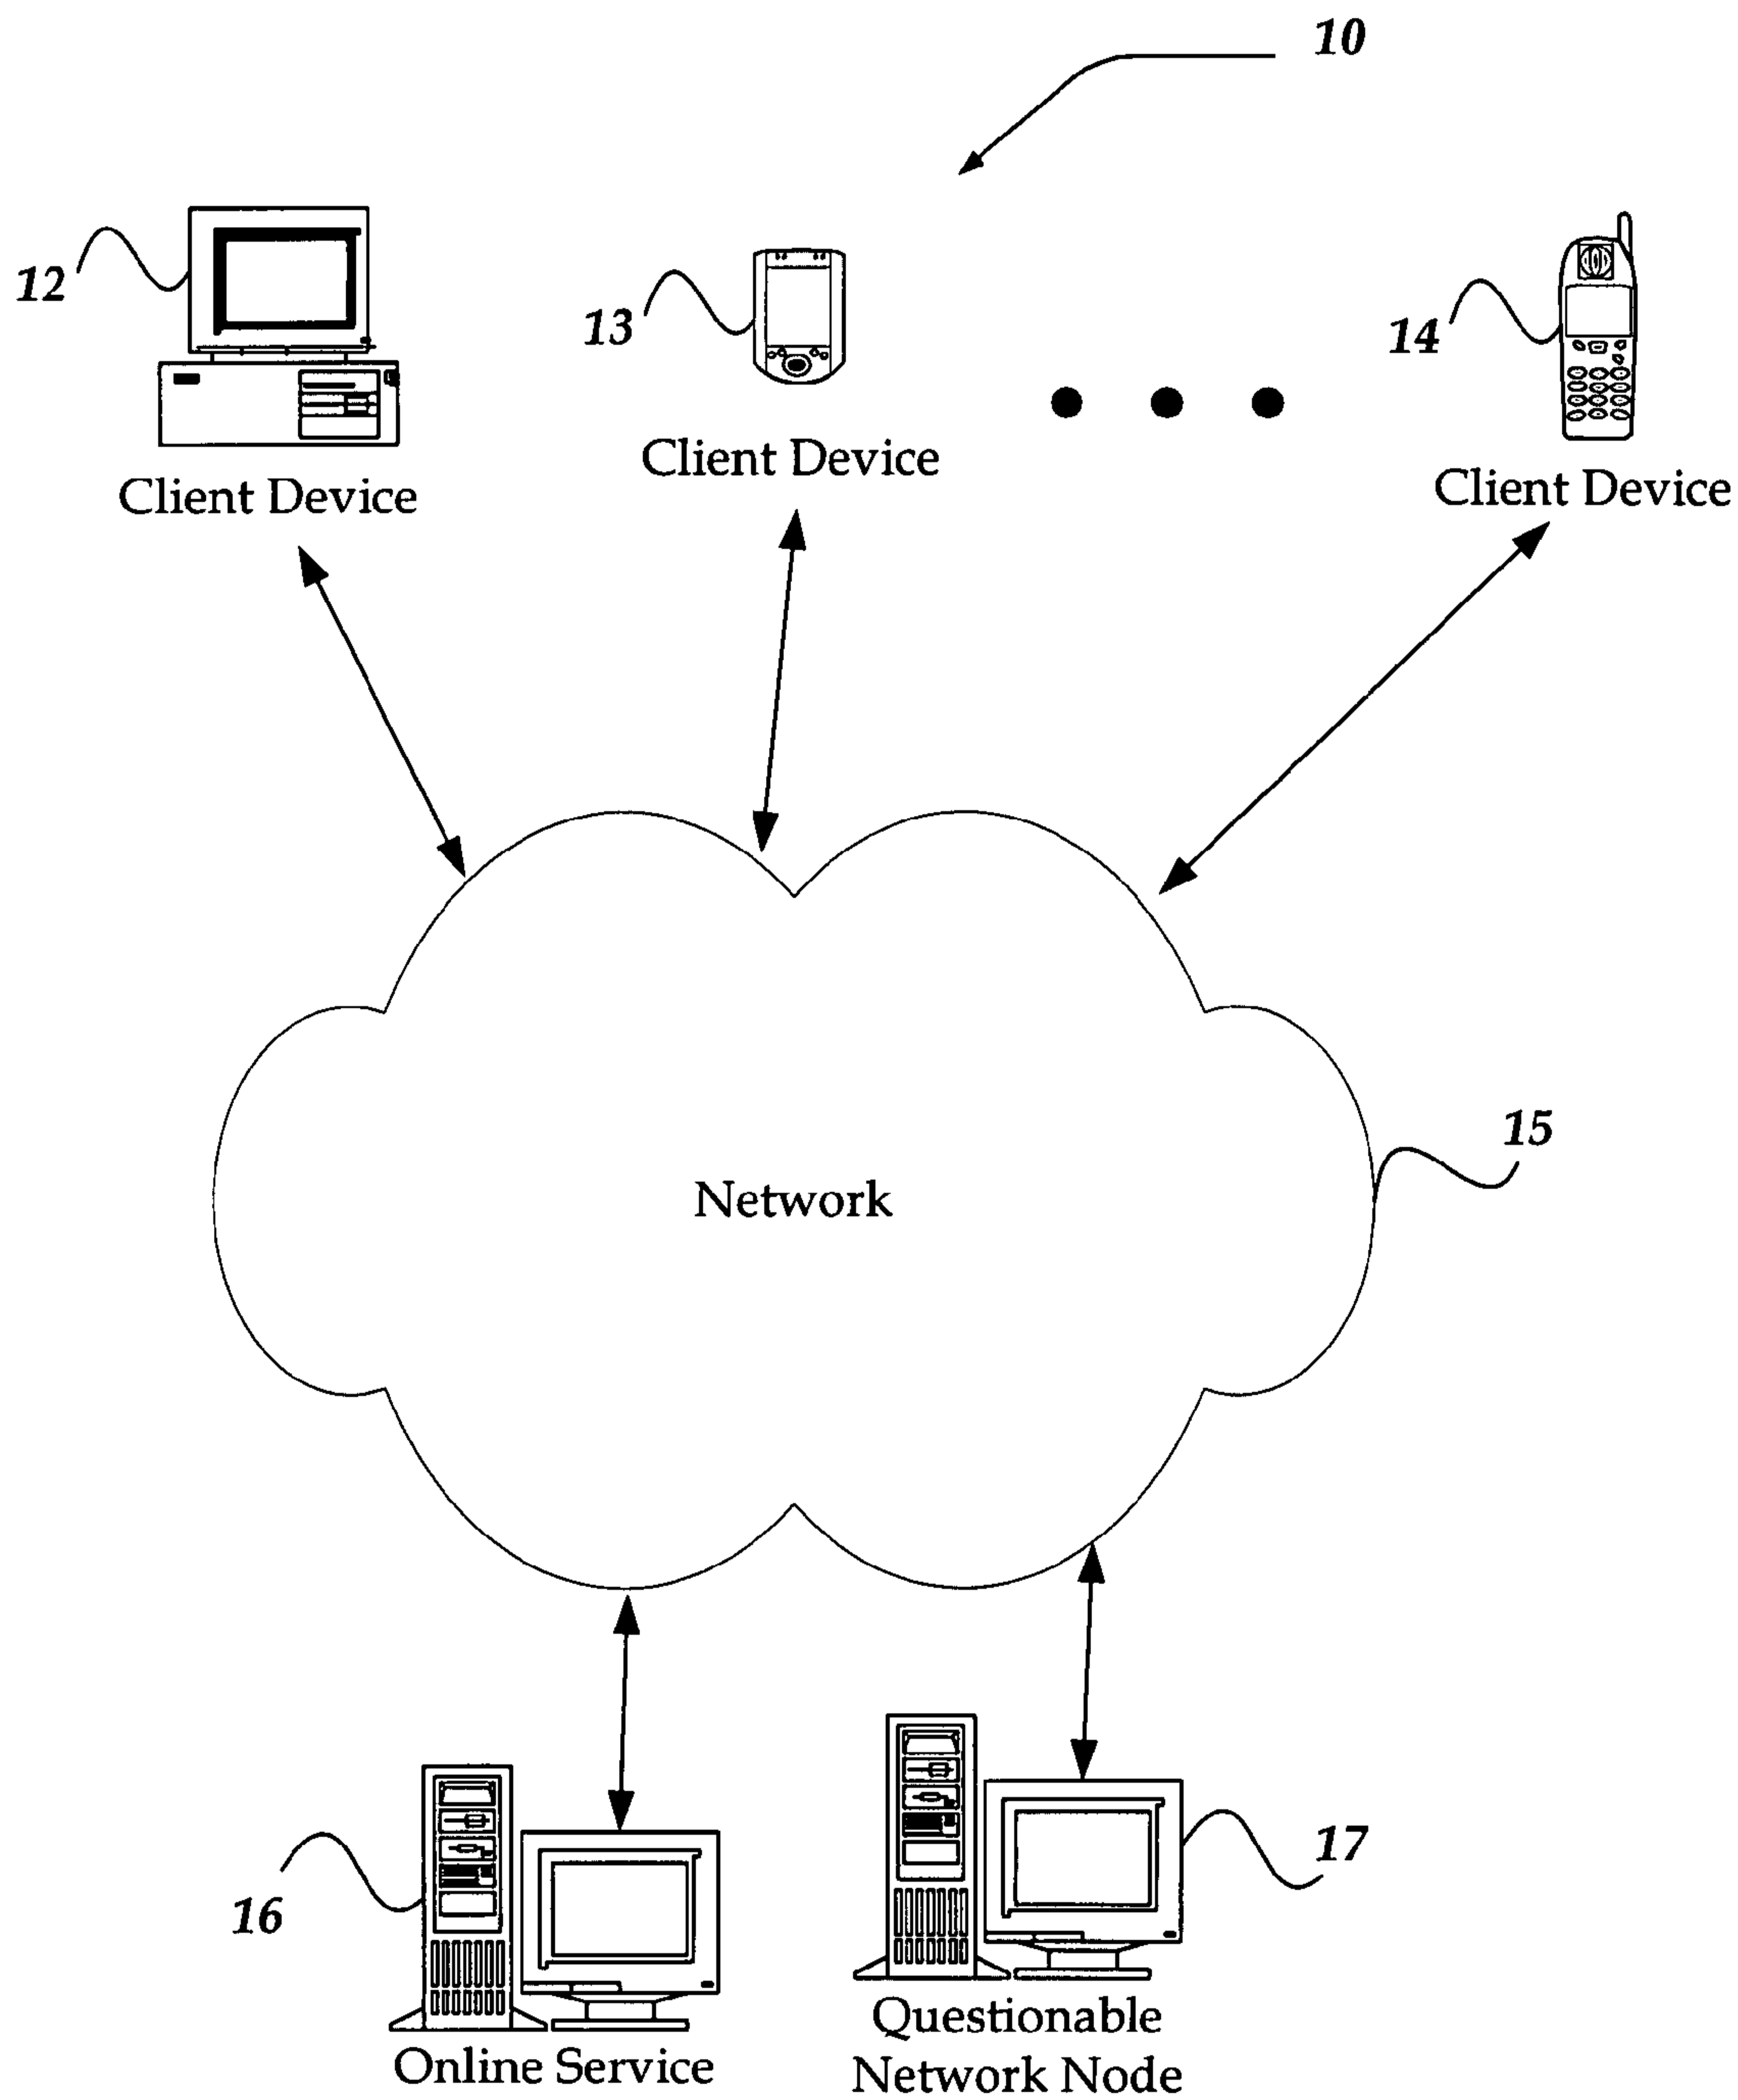 10
12
13
14
Client Device
Client Device
Client Device
15
Network
16
17
Online Service
Questionable
Network Node